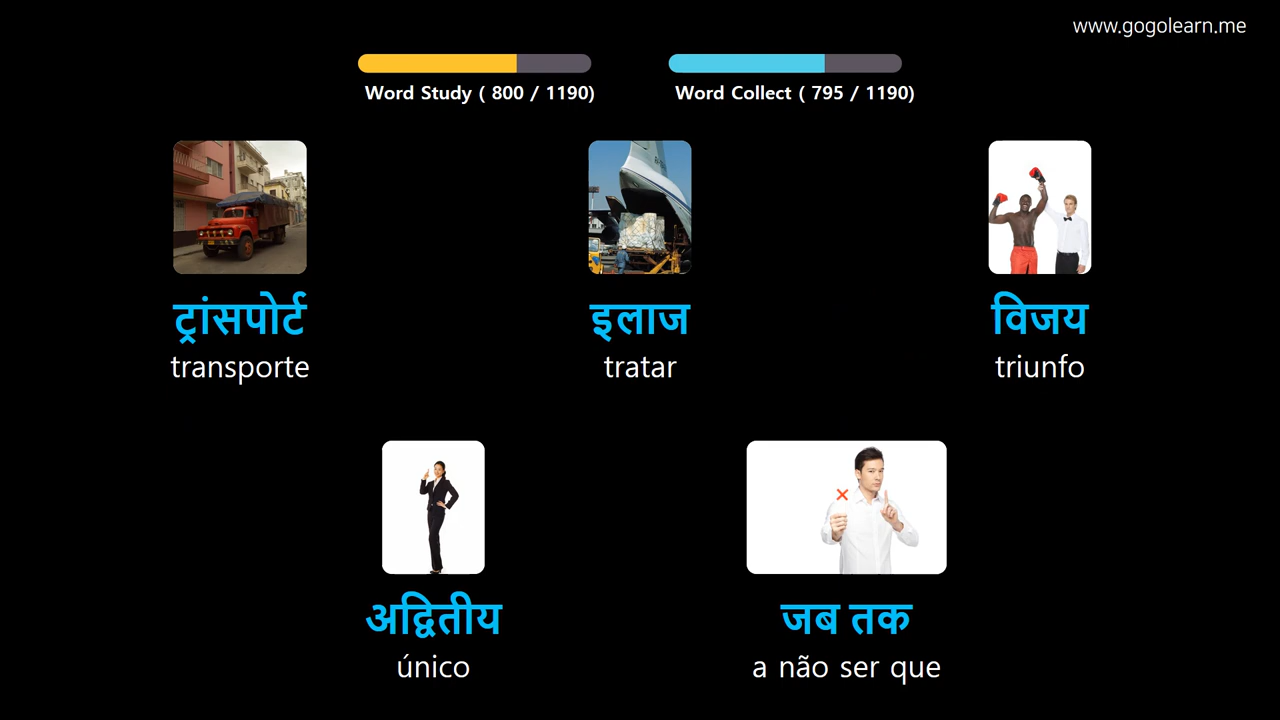 www.gogolearn.me
Word Study ( 800 / 1190)
Word Collect ( 795 / 1190)
ट्रांसपोर्ट
transporte
इलाज
tratar
विजय
triunfo
अद्वितीय
único
जब तक
a não ser que